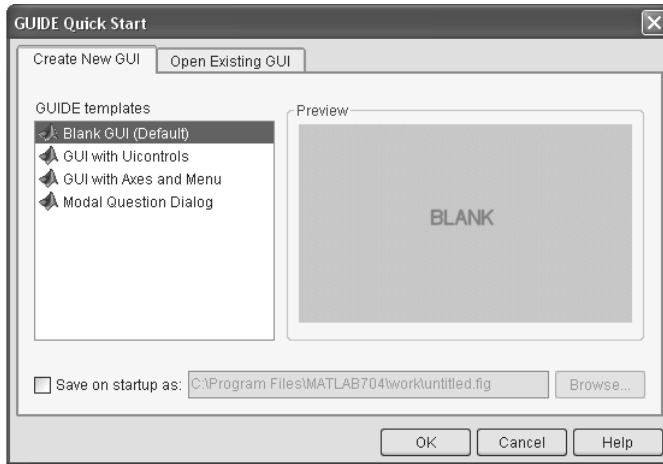 GUIDE Quick Start
Create New GUI
Open Existing GUI
GUIDE templates
Blank GUI (Default)
GUI with Uicontrols
GUI with Axes and Menu
Modal Question Dialog
Preview
BLANK
Save on startup as:
C:\Program Files\MATLAB704\work\untitled.fig
Browse...
OK
Cancel
Help